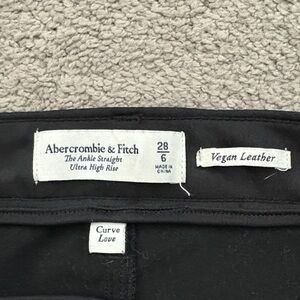 Abercrombie & Fitch
The Ankle Straight
Ultra High Rise
28
6
MADE IN
CHINA
Vegan Leather
Curve
Love